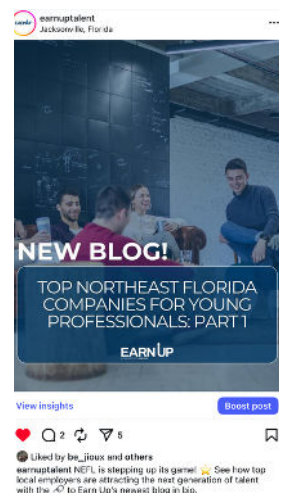 earnuptalent
Jacksonville, Florida
NEW BLOG!
TOP NORTHEAST FLORIDA
COMPANIES FOR YOUNG
PROFESSIONALS: PART 1
EARNUP
View insights
Boost post
2
5
Liked by be_jioux and others
earnuptalent NEFL is stepping up its game! ⭐ See how top
local employers are attracting the next generation of talent
with the 🔗 to Earn Up's newest blog in bio.